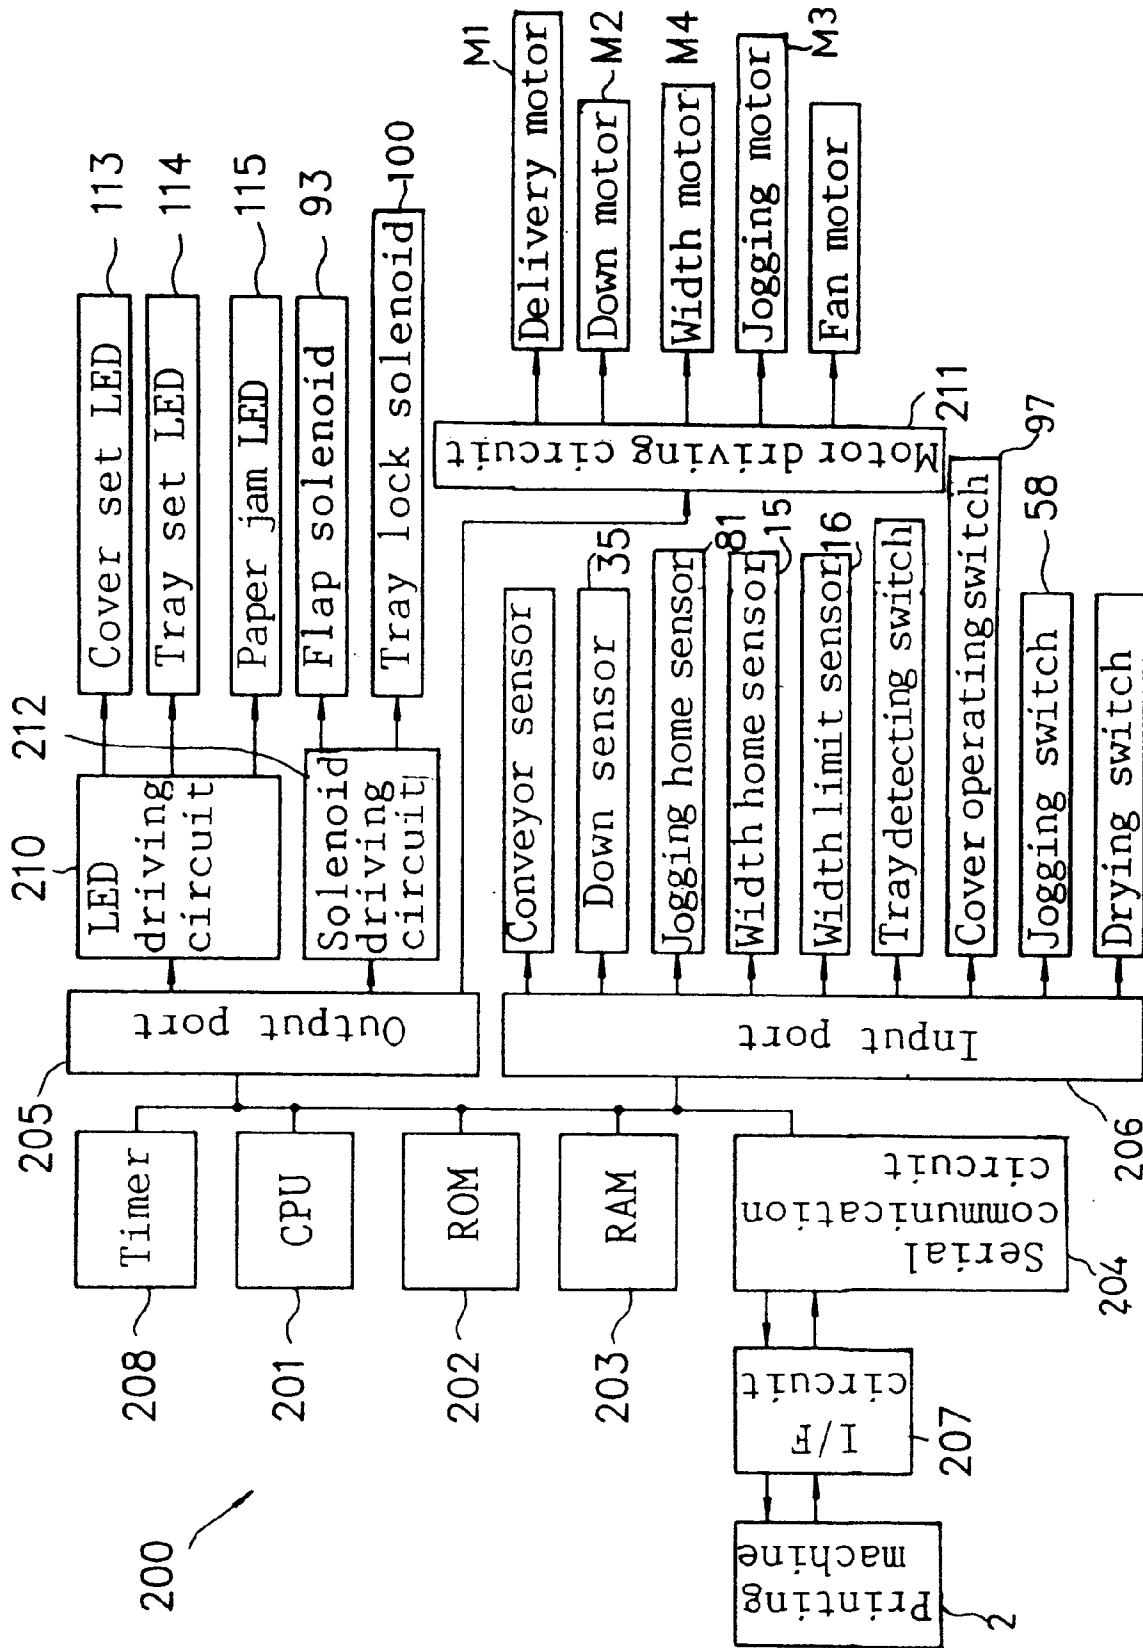 200
208
Timer
201
CPU
202
ROM
203
RAM
204
Serial
communication
circuit
207
I/F
circuit
2
Printing
machine
205
Output port
206
Input port
210
LED
driving
circuit
212
Solenoid
driving
circuit
Cover set LED
113
Tray set LED
114
Paper jam LED
115
Flap solenoid
93
Tray lock solenoid
100
Motor driving circuit
211
Delivery motor
M1
Down motor
M2
Width motor
M4
Jogging motor
M3
Fan motor
Conveyor sensor
Down sensor
35
Jogging home sensor
81
Width home sensor
15
Width limit sensor
16
Tray detecting switch
Cover operating switch
97
Jogging switch
58
Drying switch